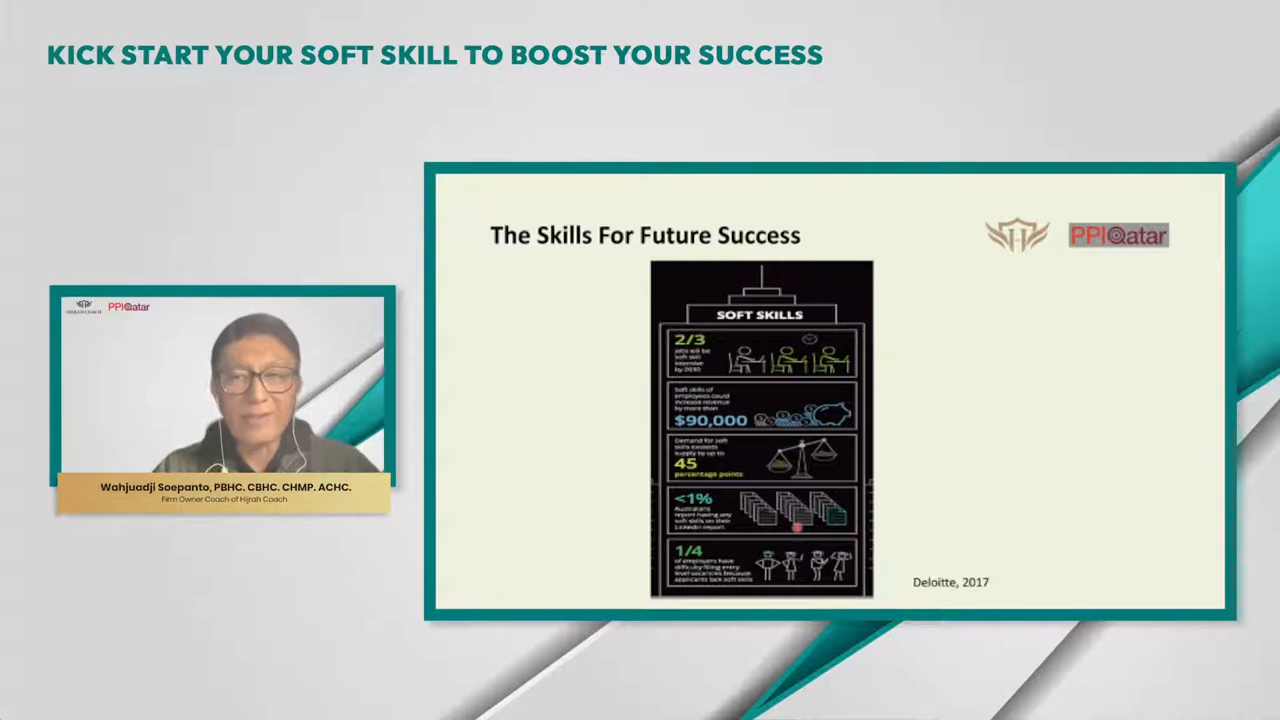 KICK START YOUR SOFT SKILL TO BOOST YOUR SUCCESS
The Skills For Future Success
PPIQatar
SOFT SKILLS
2/3
jobs will be
soft skill
intensive
by 2030
Soft skills of
employees could
increase revenue
by more than
$90,000
Demand for soft
skills exceeds
supply by up to
45
percentage points
<1%
Australians
report having any
soft skills on their
LinkedIn report.
1/4
of employers have
difficulty filling entry
level vacancies because
applicants lack soft skills
Deloitte, 2017
HIJRAH COACH
PPIQatar
Wahjuadji Soepanto, PBHC. CBHC. CHMP. ACHC.
Firm Owner Coach of Hijrah Coach